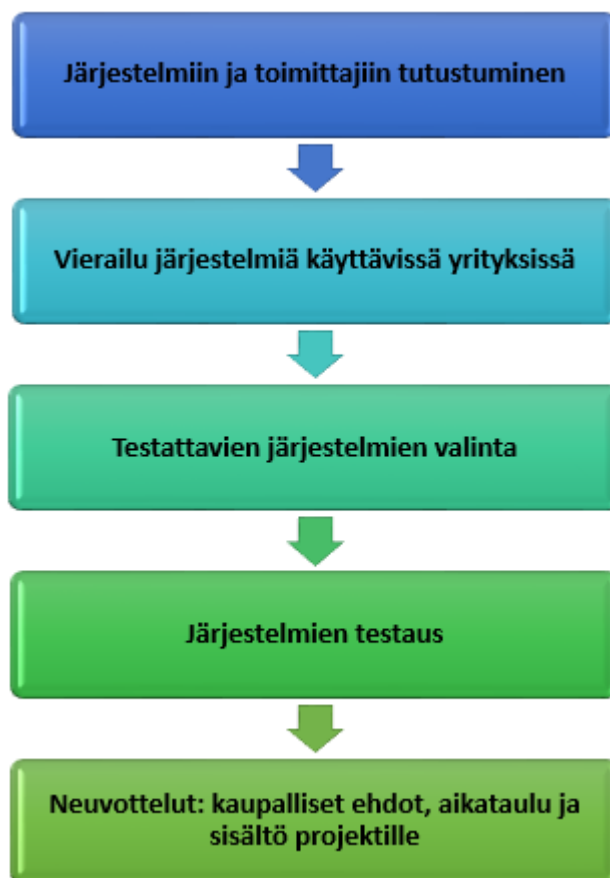 Järjestelmiin ja toimittajiin tutustuminen
Vierailu järjestelmiä käyttävissä yrityksissä
Testattavien järjestelmien valinta
Järjestelmien testaus
Neuvottelut: kaupalliset ehdot, aikataulu ja
sisältö projektille